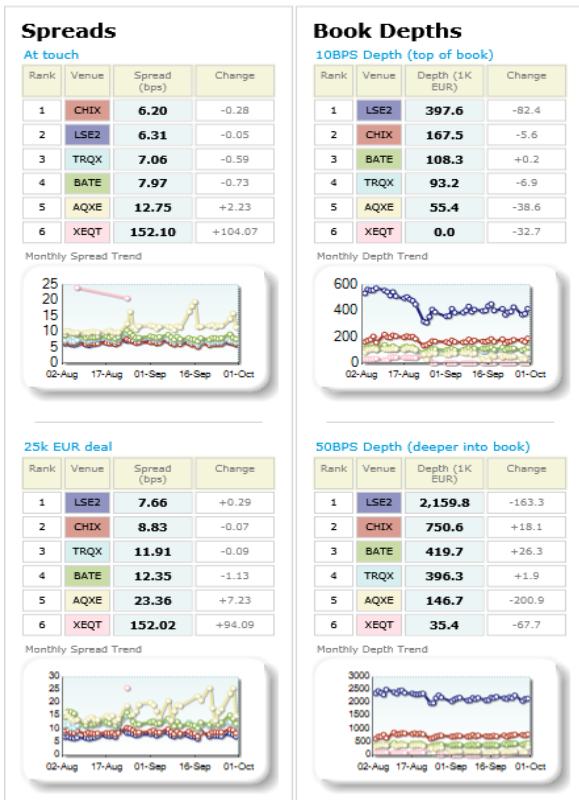 Spreads
At touch
Rank Venue Spread (bps) Change
1 CHIX 6.20 -0.28
2 LSE2 6.31 -0.05
3 TRQX 7.06 -0.59
4 BATE 7.97 -0.73
5 AQXE 12.75 +2.23
6 XEQT 152.10 +104.07
Monthly Spread Trend
25
20
15
10
5
0
02-Aug 17-Aug 01-Sep 16-Sep 01-Oct
25k EUR deal
Rank Venue Spread (bps) Change
1 LSE2 7.66 +0.29
2 CHIX 8.83 -0.07
3 TRQX 11.91 -0.09
4 BATE 12.35 -1.13
5 AQXE 23.36 +7.23
6 XEQT 152.02 +94.09
Monthly Spread Trend
30
25
20
15
10
5
0
02-Aug 17-Aug 01-Sep 16-Sep 01-Oct
Book Depths
10BPS Depth (top of book)
Rank Venue Depth (1K EUR) Change
1 LSE2 397.6 -82.4
2 CHIX 167.5 -5.6
3 BATE 108.3 +0.2
4 TRQX 93.2 -6.9
5 AQXE 55.4 -38.6
6 XEQT 0.0 -32.7
Monthly Depth Trend
600
400
200
0
02-Aug 17-Aug 01-Sep 16-Sep 01-Oct
50BPS Depth (deeper into book)
Rank Venue Depth (1K EUR) Change
1 LSE2 2,159.8 -163.3
2 CHIX 750.6 +18.1
3 BATE 419.7 +26.3
4 TRQX 396.3 +1.9
5 AQXE 146.7 -200.9
6 XEQT 35.4 -67.7
Monthly Depth Trend
3000
2500
2000
1500
1000
500
0
02-Aug 17-Aug 01-Sep 16-Sep 01-Oct